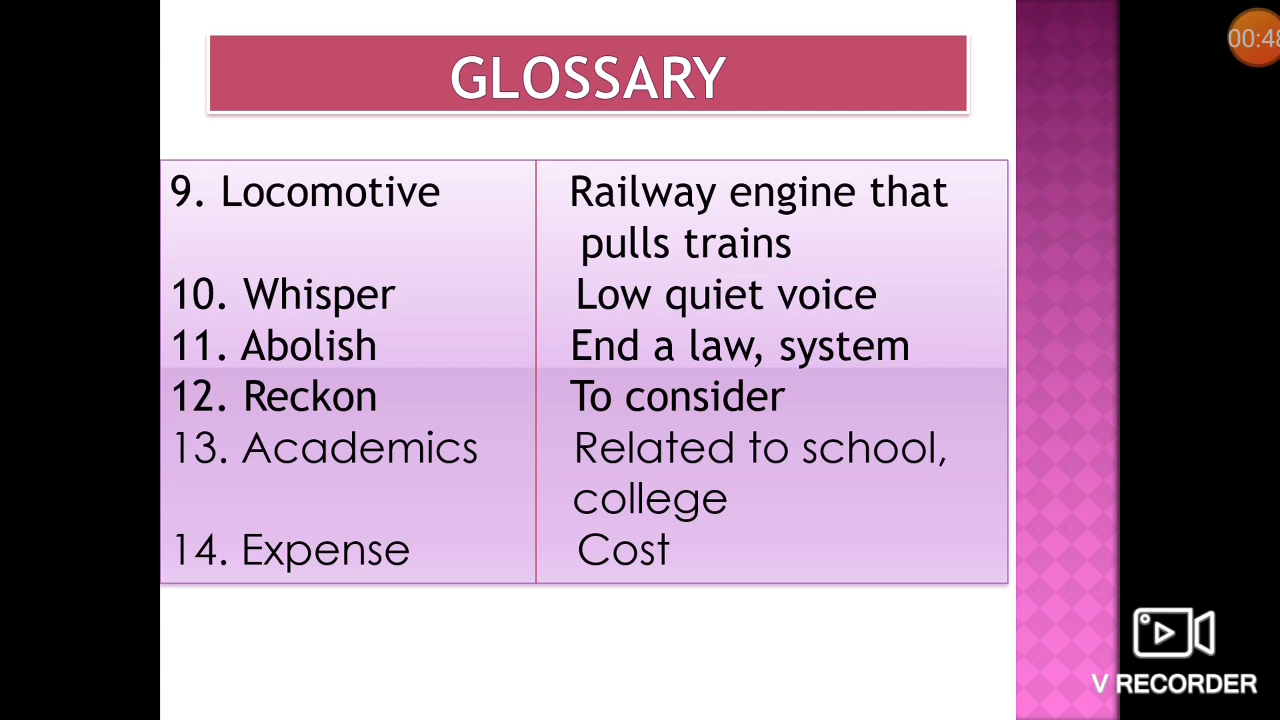 00:48
GLOSSARY
9. Locomotive Railway engine that
pulls trains
10. Whisper Low quiet voice
11. Abolish End a law, system
12. Reckon To consider
13. Academics Related to school,
college
14. Expense Cost
V RECORDER